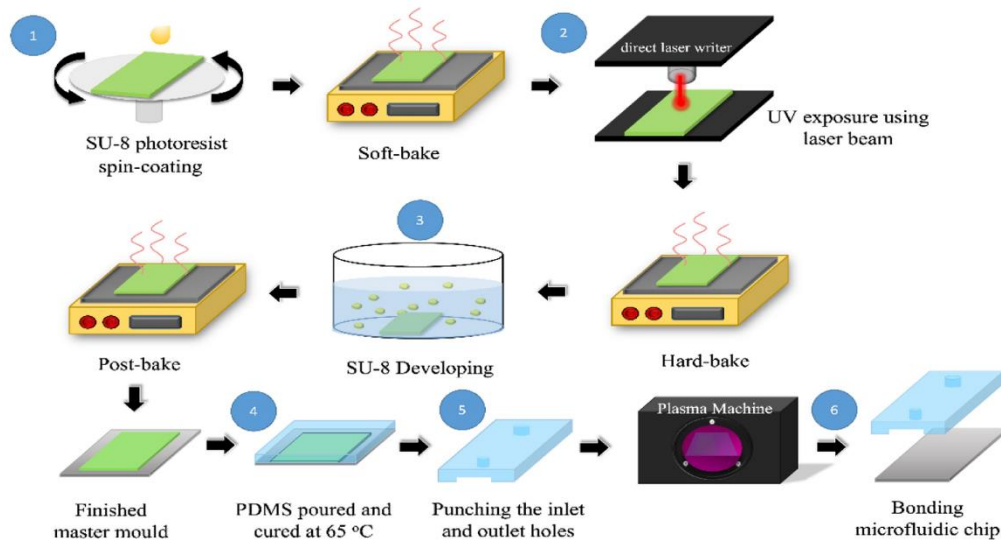 1
SU-8 photoresist
spin-coating
Soft-bake
2
direct laser writer
UV exposure using
laser beam
Post-bake
3
SU-8 Developing
Hard-bake
Finished
master mould
4
PDMS poured and
cured at 65 °C
5
Punching the inlet
and outlet holes
Plasma Machine
6
Bonding
microfluidic chip